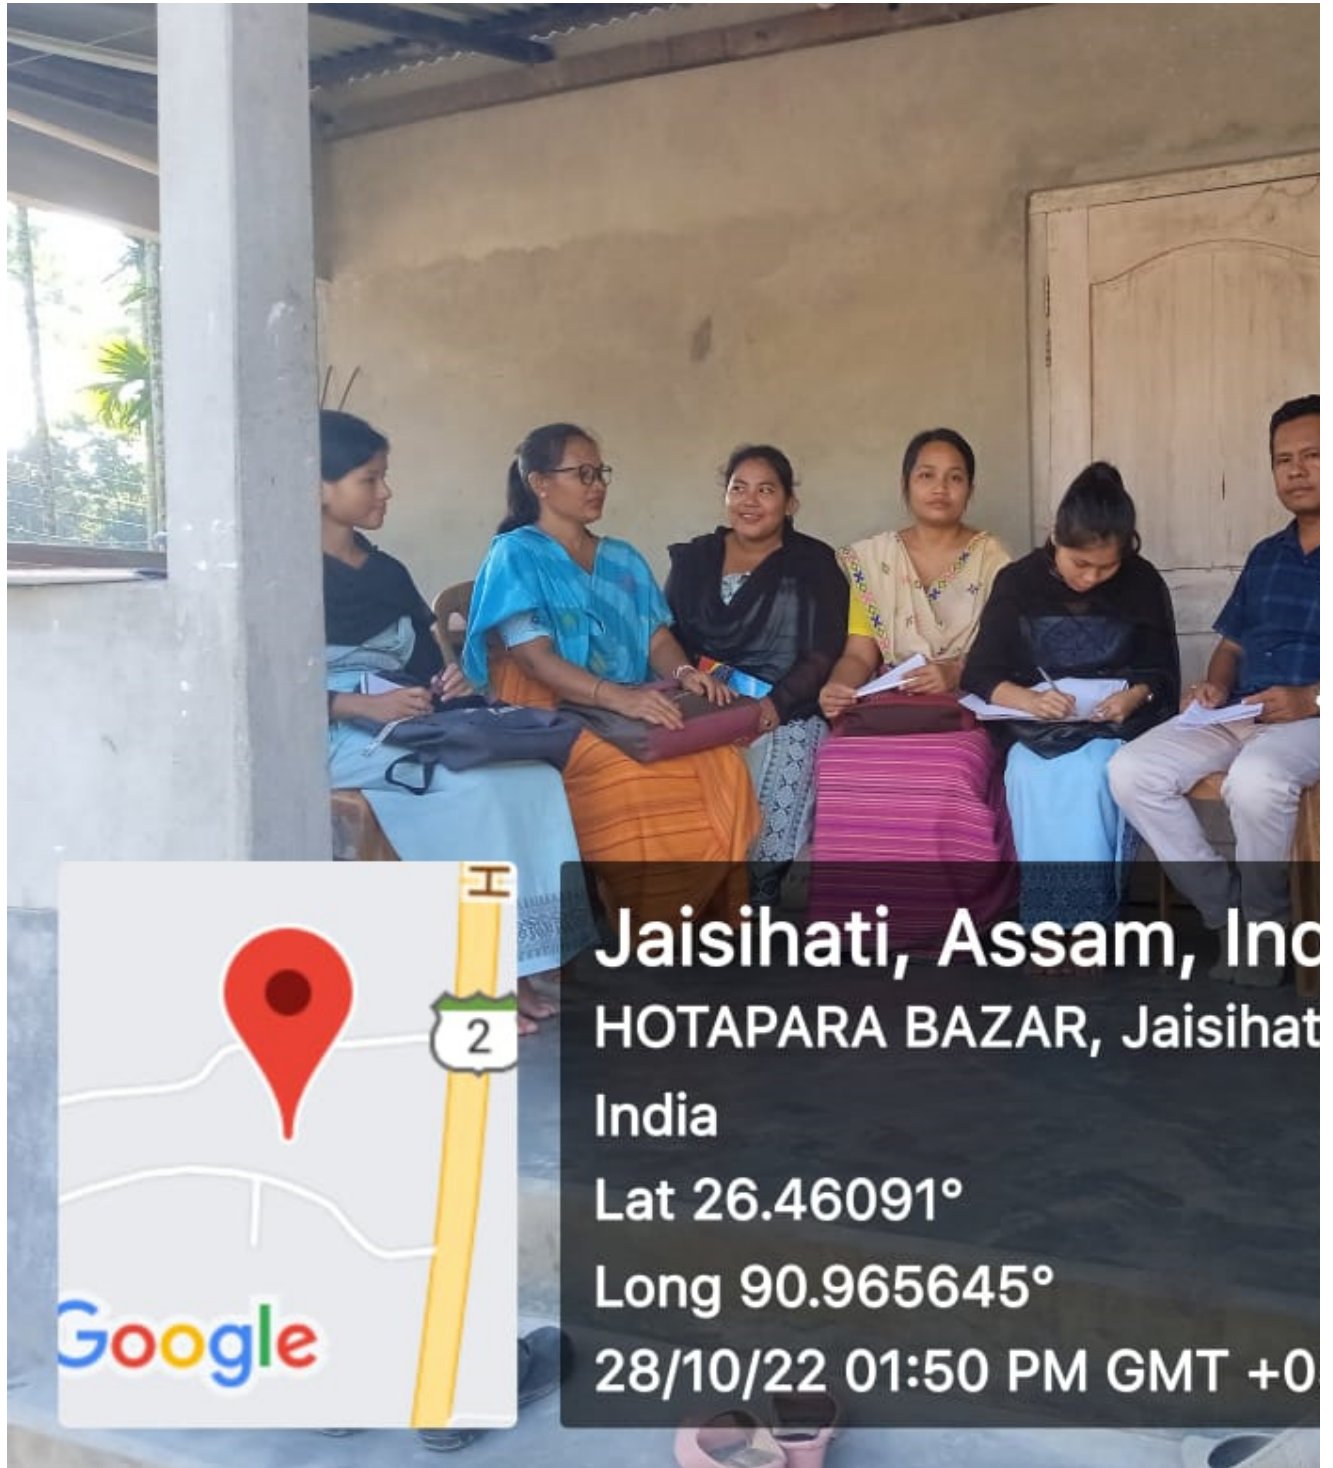 2
Google
Jaisihati, Assam, Ind
HOTAPARA BAZAR, Jaisihat
India
Lat 26.46091°
Long 90.965645°
28/10/22 01:50 PM GMT +0